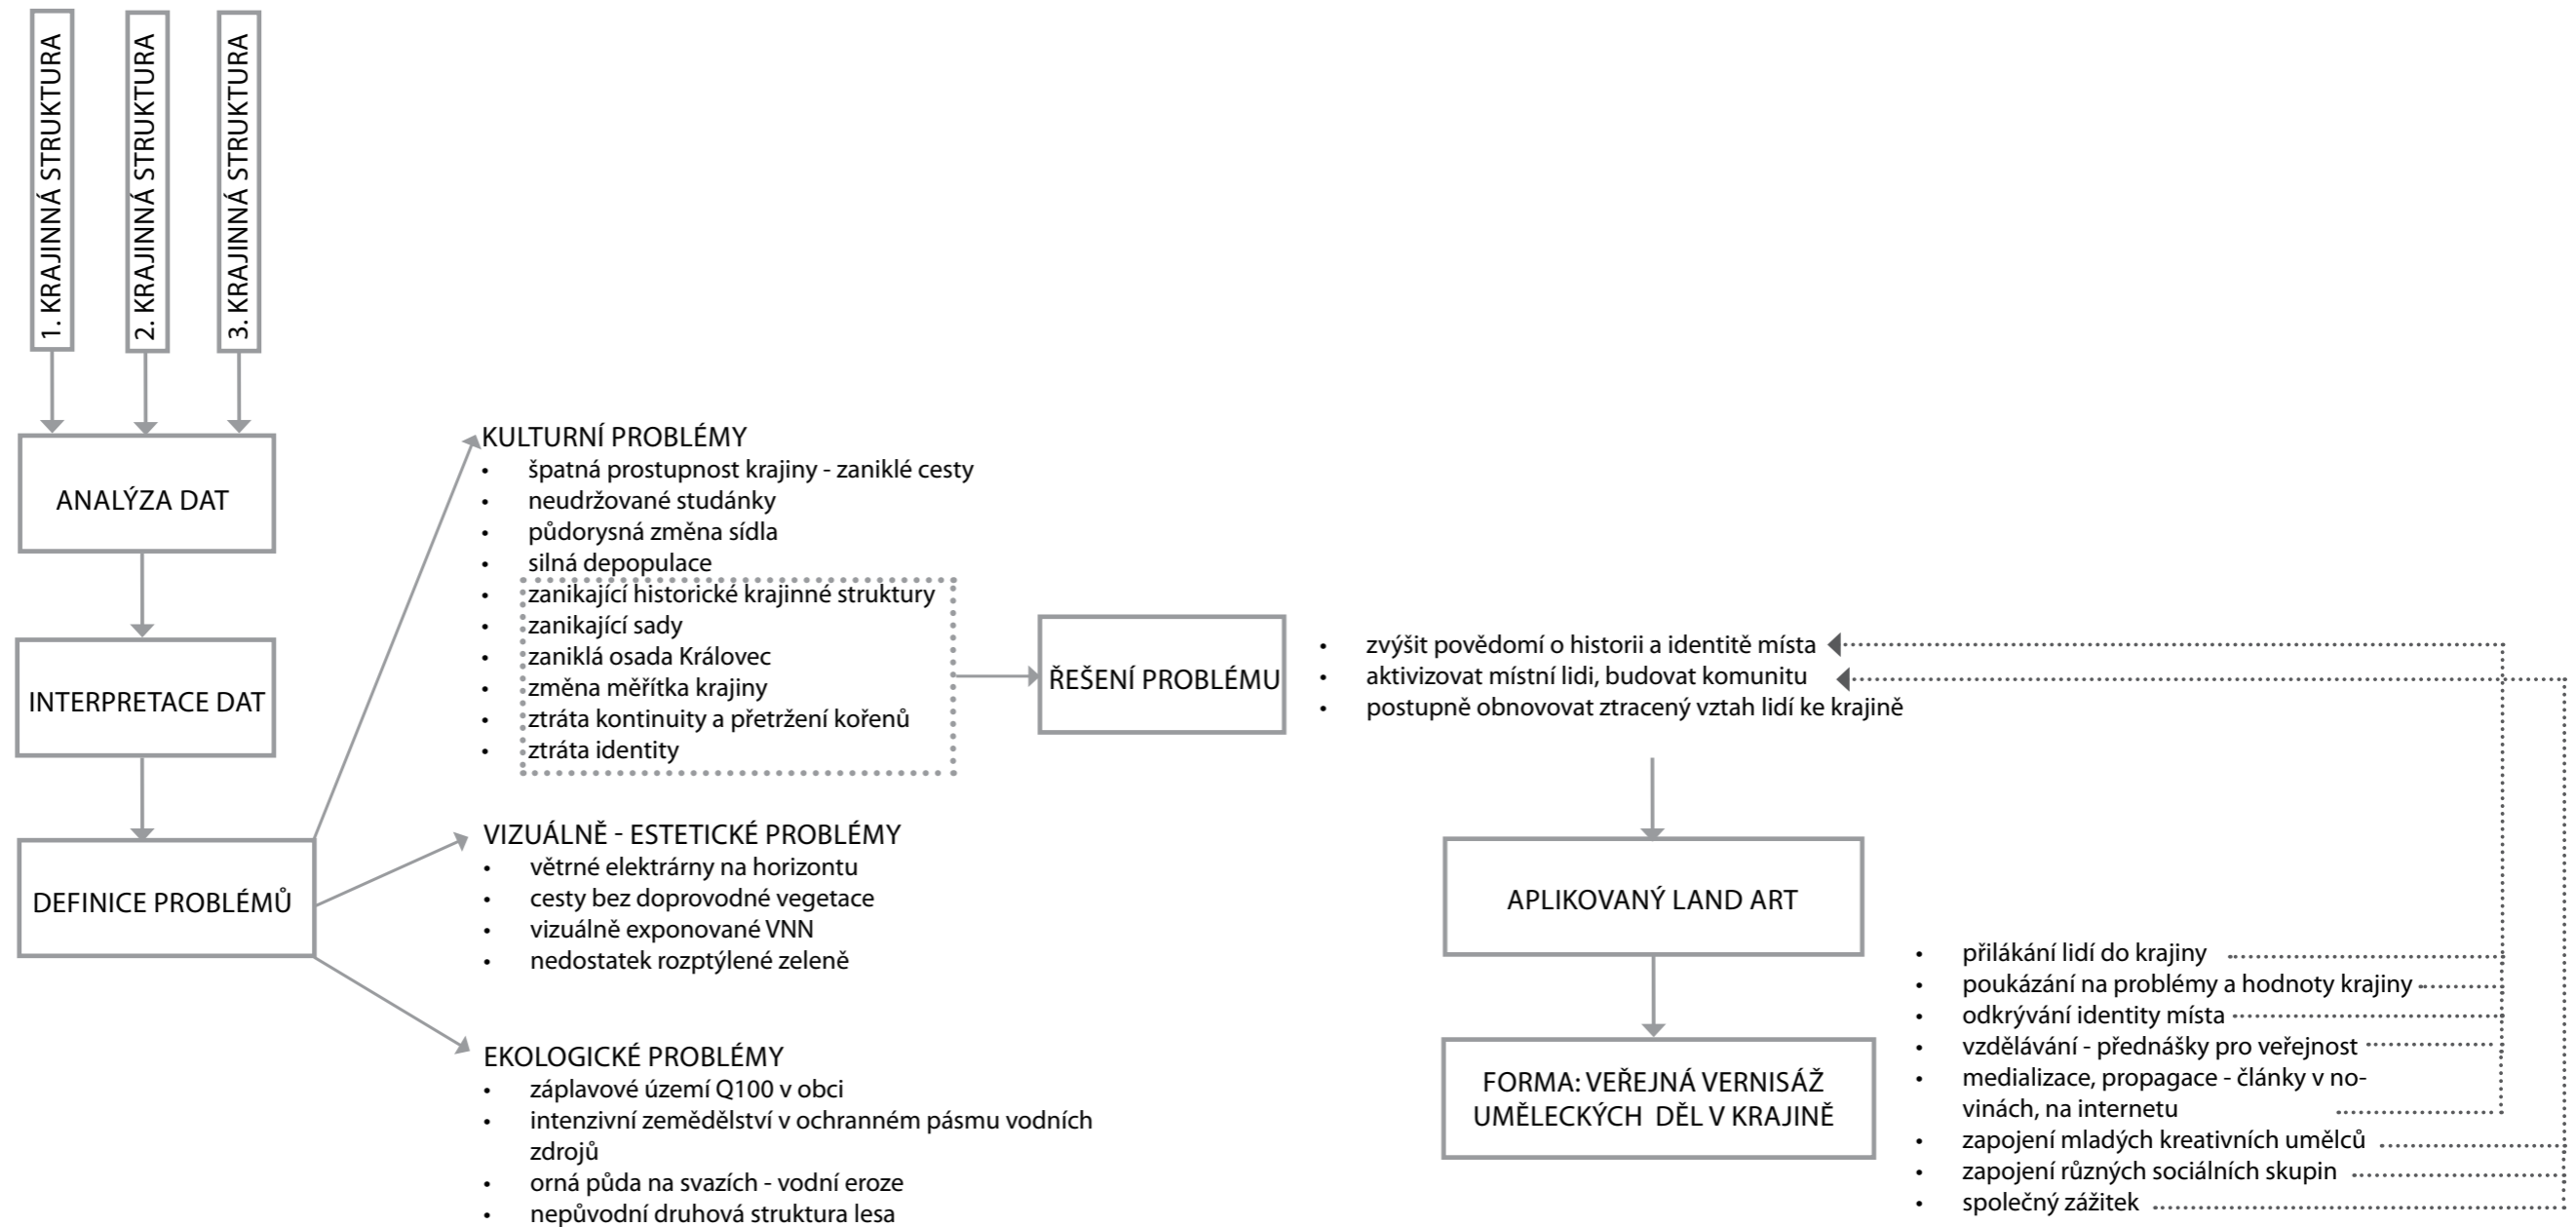 1. KRAJINNÁ STRUKTURA
2. KRAJINNÁ STRUKTURA
3. KRAJINNÁ STRUKTURA
ANALÝZA DAT
INTERPRETACE DAT
DEFINICE PROBLÉMŮ
KULTURNÍ PROBLÉMY
• špatná prostupnost krajiny - zaniklé cesty
• neudržované studánky
• půdorysná změna sídla
• silná depopulace
• zanikající historické krajinné struktury
• zanikající sady
• zaniklá osada Královec
• změna měřítka krajiny
• ztráta kontinuity a přetržení kořenů
• ztráta identity
VIZUÁLNĚ - ESTETICKÉ PROBLÉMY
• větrné elektrárny na horizontu
• cesty bez doprovodné vegetace
• vizuálně exponované VNN
• nedostatek rozptýlené zeleně
EKOLOGICKÉ PROBLÉMY
• záplavové území Q100 v obci
• intenzivní zemědělství v ochranném pásmu vodních
zdrojů
• orná půda na svazích - vodní eroze
• nepůvodní druhová struktura lesa
ŘEŠENÍ PROBLÉMU
• zvýšit povědomí o historii a identitě místa
• aktivizovat místní lidi, budovat komunitu
• postupně obnovovat ztracený vztah lidí ke krajině
APLIKOVANÝ LAND ART
FORMA: VEŘEJNÁ VERNISÁŽ
UMĚLECKÝCH DĚL V KRAJINĚ
• přilákání lidí do krajiny
• poukázání na problémy a hodnoty krajiny
• odkrývání identity místa
• vzdělávání - přednášky pro veřejnost
• medializace, propagace - články v no-
vinách, na internetu
• zapojení mladých kreativních umělců
• zapojení různých sociálních skupin
• společný zážitek